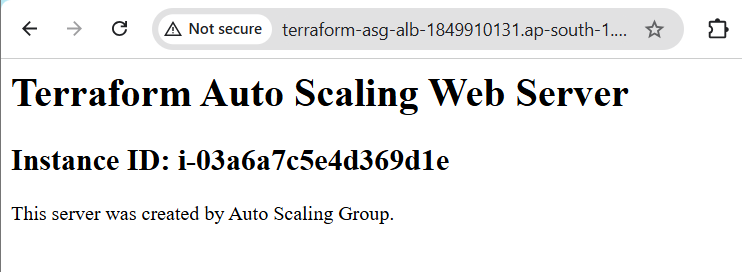 Not secure
terraform-asg-alb-1849910131.ap-south-1....
Terraform Auto Scaling Web Server
Instance ID: i-03a6a7c5e4d369d1e
This server was created by Auto Scaling Group.